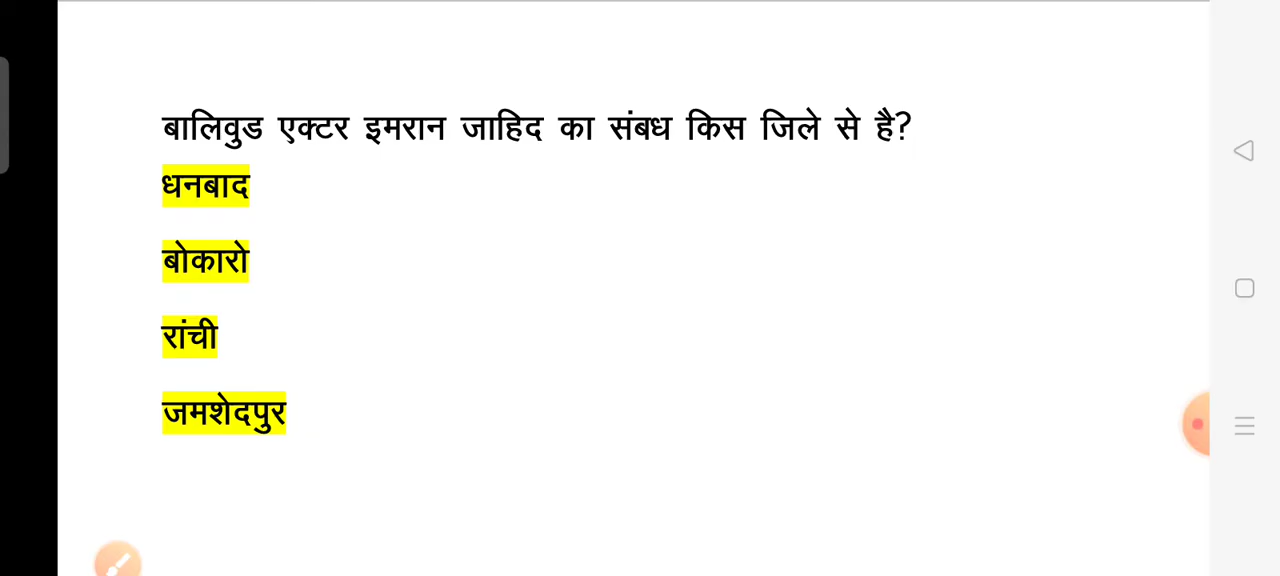 बालिवुड एक्टर इमरान जाहिद का संबध किस जिले से है?
धनबाद
बोकारो
रांची
जमशेदपुर